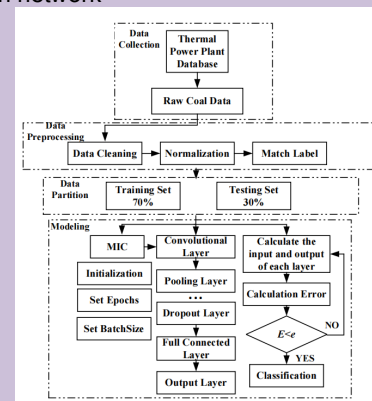 n network
Data
Collection
Thermal
Power Plant
Database
Raw Coal Data
Data
Preprocessing
Data Cleaning
Normalization
Match Label
Data
Partition
Training Set
70%
Testing Set
30%
Modeling
MIC
Initialization
Set Epochs
Set BatchSize
Convolutional
Layer
Pooling Layer
...
Dropout Layer
Full Connected
Layer
Output Layer
Calculate the
input and output
of each layer
Calculation Error
E<e
NO
YES
Classification